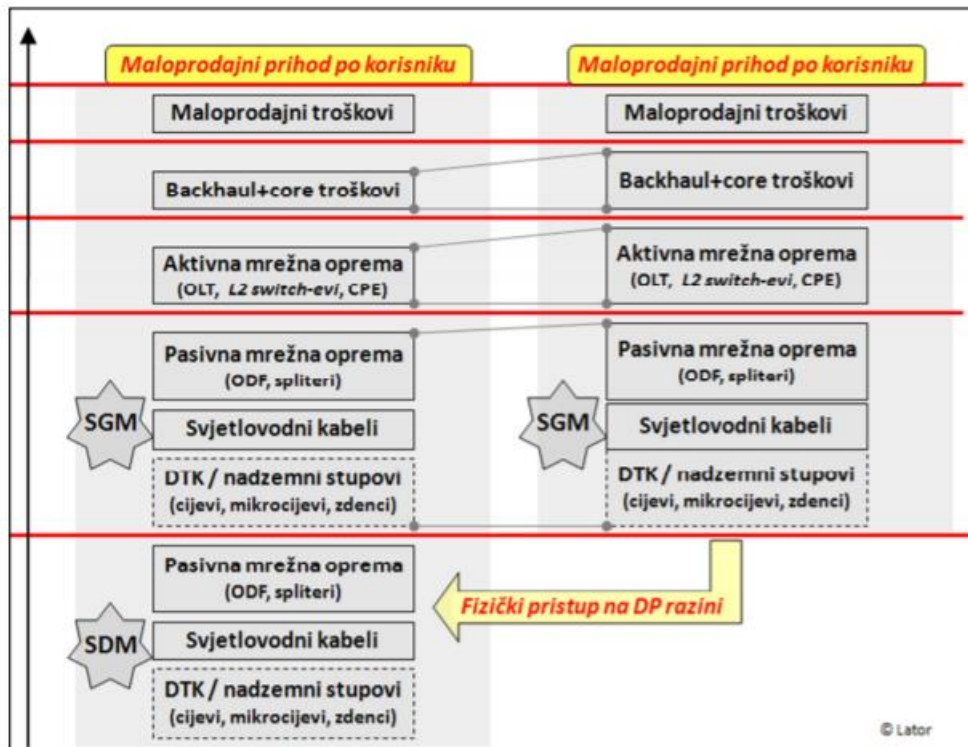 Maloprodajni prihod po korisniku
Maloprodajni troškovi
Backhaul+core troškovi
Aktivna mrežna oprema
(OLT, L2 switch-evi, CPE)
Pasivna mrežna oprema
(ODF, spliteri)
SGM
Svjetlovodni kabeli
DTK / nadzemni stupovi
(cijevi, mikrocijevi, zdenci)
Pasivna mrežna oprema
(ODF, spliteri)
SDM
Svjetlovodni kabeli
DTK / nadzemni stupovi
(cijevi, mikrocijevi, zdenci)
Maloprodajni prihod po korisniku
Maloprodajni troškovi
Backhaul+core troškovi
Aktivna mrežna oprema
(OLT, L2 switch-evi, CPE)
Pasivna mrežna oprema
(ODF, spliteri)
SGM
Svjetlovodni kabeli
DTK / nadzemni stupovi
(cijevi, mikrocijevi, zdenci)
Fizički pristup na DP razini
© Lator